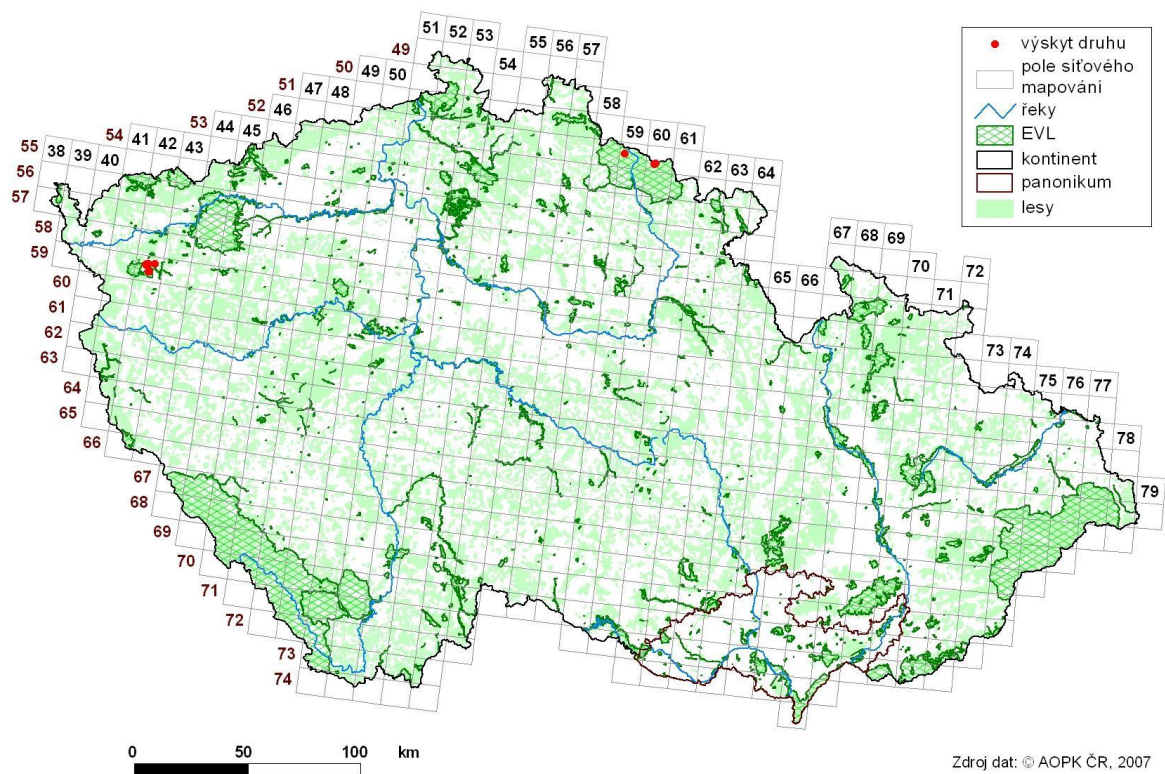 51 52 53
49
54
55 56 57
50 49 50
51 47 48
58
52 46
59 60 61
53 44 45
54 41 42 43
62 63 64
55 38 39 40
56
57
58
59
60
61
62
63
64
65
66
67
68
69
70
71
72
73
74
65 66
67 68 69
70
71
72
73 74
75 76 77
78
79
výskyt druhu
pole síťového
mapování
řeky
EVL
kontinent
panonikum
lesy
0 50 100 km
Zdroj dat: © AOPK ČR, 2007